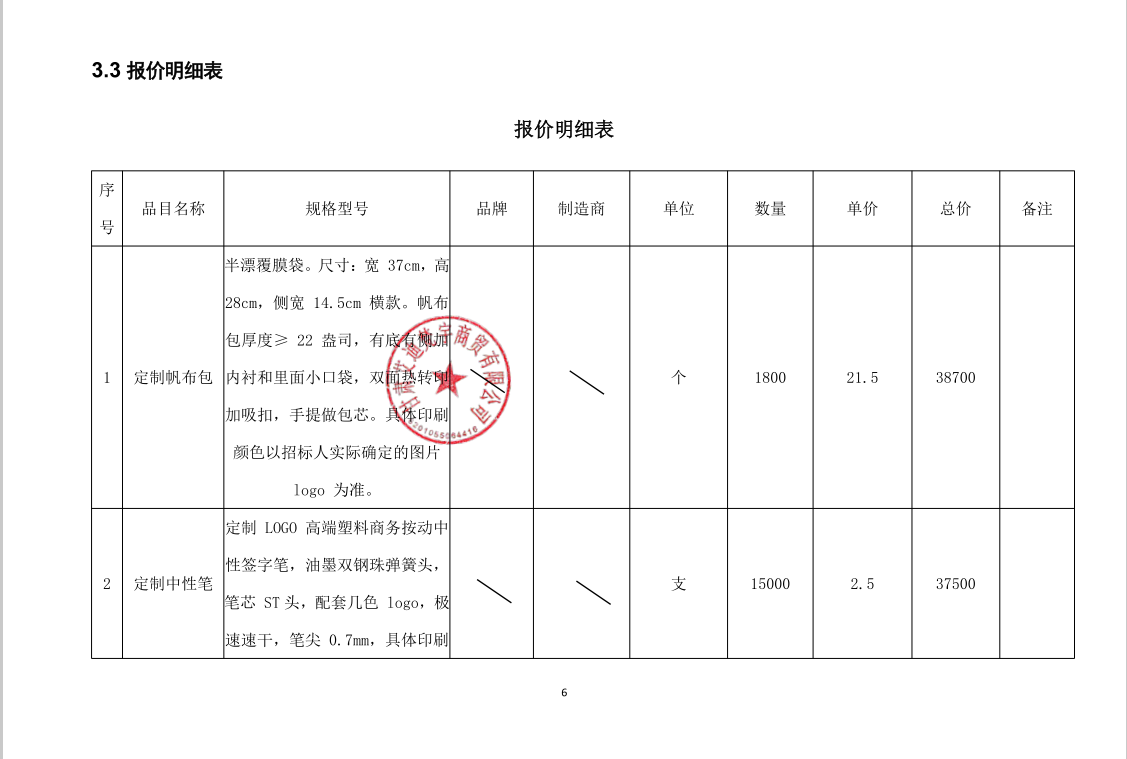 3.3 报价明细表
报价明细表
序号 品目名称 规格型号 品牌 制造商 单位 数量 单价 总价 备注
半漂覆膜袋。尺寸：宽 37cm，高
28cm，侧宽 14.5cm 横款。帆布
包厚度≥ 22 盎司，有底有侧加
1 定制帆布包 内衬和里面小口袋，双面热转印 个 1800 21.5 38700
加吸扣，手提做包芯。具体印刷
颜色以招标人实际确定的图片
logo 为准。
定制 LOGO 高端塑料商务按动中
性签字笔，油墨双钢珠弹簧头，
2 定制中性笔 笔芯 ST头，配套几色 logo，极 支 15000 2.5 37500
速速干，笔尖 0.7mm，具体印刷
商贸有限公司
6